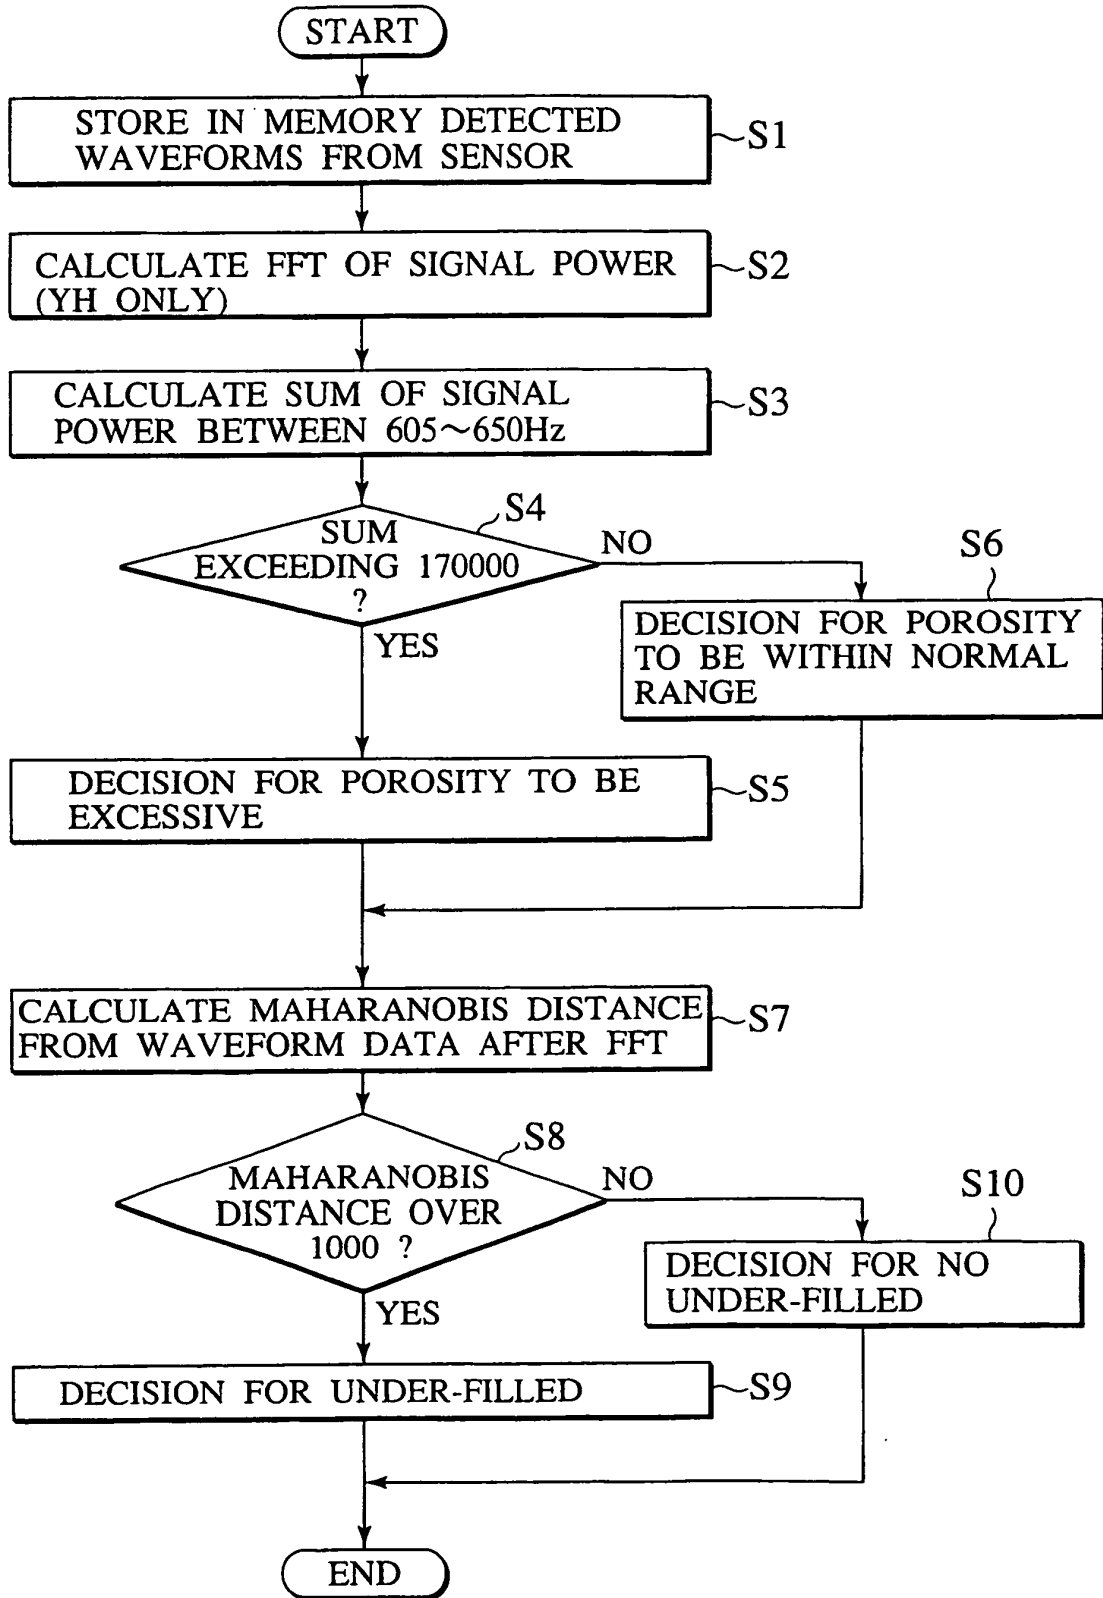 START
STORE IN MEMORY DETECTED
WAVEFORMS FROM SENSOR
S1
CALCULATE FFT OF SIGNAL POWER
(YH ONLY)
S2
CALCULATE SUM OF SIGNAL
POWER BETWEEN 605～650Hz
S3
S4
SUM
EXCEEDING 170000
?
NO
YES
S6
DECISION FOR POROSITY
TO BE WITHIN NORMAL
RANGE
DECISION FOR POROSITY TO BE
EXCESSIVE
S5
CALCULATE MAHARANOBIS DISTANCE
FROM WAVEFORM DATA AFTER FFT
S7
S8
MAHARANOBIS
DISTANCE OVER
1000 ?
NO
YES
S10
DECISION FOR NO
UNDER-FILLED
DECISION FOR UNDER-FILLED
S9
END